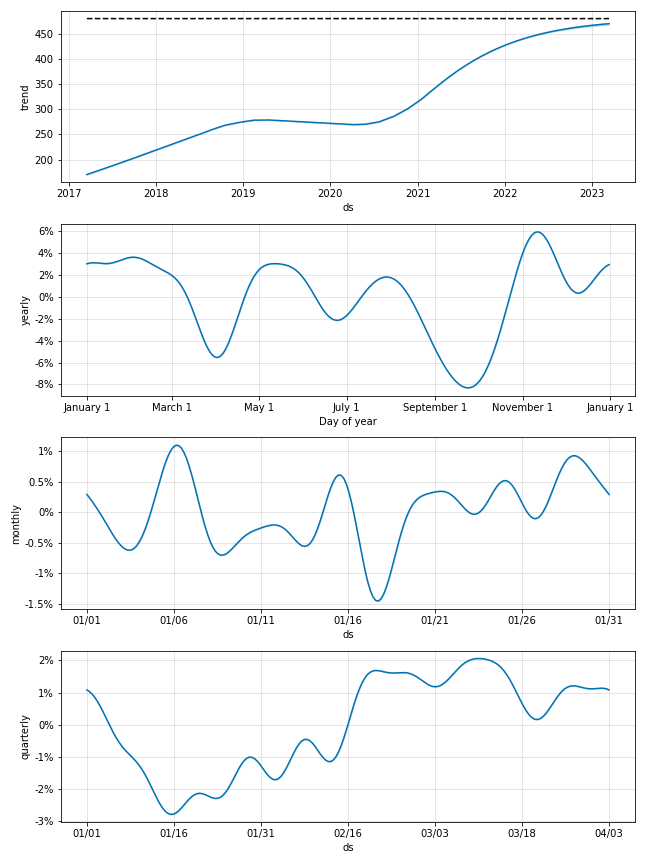 450
400
350
300
250
200
trend
2017 2018 2019 2020 2021 2022 2023
ds
6%
4%
2%
0%
-2%
-4%
-6%
-8%
yearly
January 1 March 1 May 1 July 1 September 1 November 1 January 1
Day of year
1%
0.5%
0%
-0.5%
-1%
-1.5%
monthly
01/01 01/06 01/11 01/16 01/21 01/26 01/31
ds
2%
1%
0%
-1%
-2%
-3%
quarterly
01/01 01/16 01/31 02/16 03/03 03/18 04/03
ds